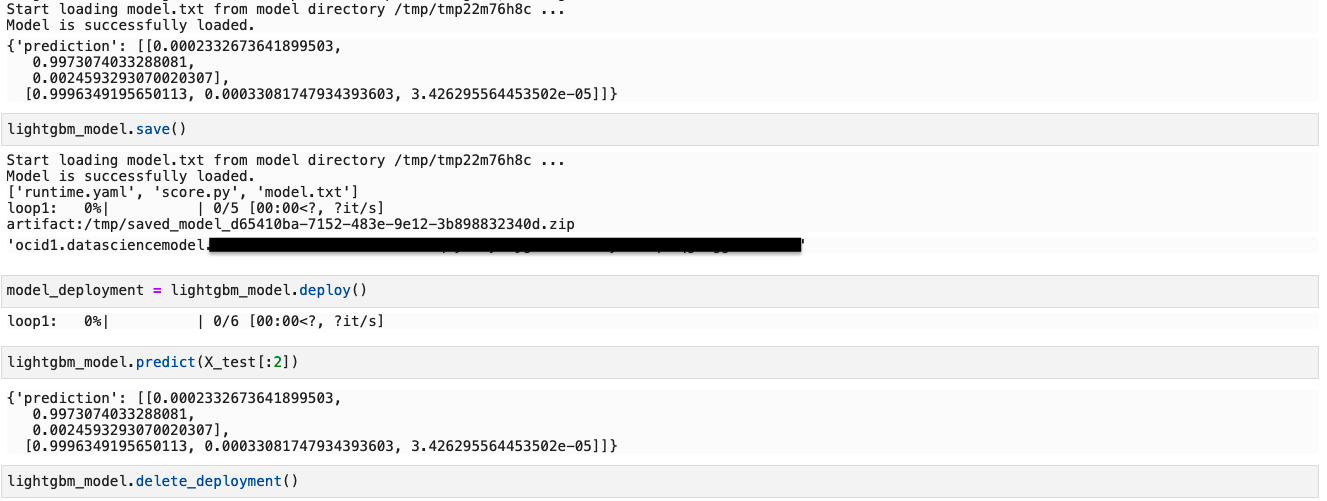 Start loading model.txt from model directory /tmp/tmp22m76h8c ...
Model is successfully loaded.
{'prediction': [[0.0002332673641899503,
0.9973074033288081,
0.0024593293070020307],
[0.9996349195650113, 0.00033081747934393603, 3.426295564453502e-05]]}
lightgbm_model.save()
Start loading model.txt from model directory /tmp/tmp22m76h8c ...
Model is successfully loaded.
['runtime.yaml', 'score.py', 'model.txt']
loop1:   0%|          | 0/5 [00:00<?, ?it/s]
artifact:/tmp/saved_model_d65410ba-7152-483e-9e12-3b898832340d.zip
'ocid1.datasciencemodel. '
model_deployment = lightgbm_model.deploy()
loop1:   0%|          | 0/6 [00:00<?, ?it/s]
lightgbm_model.predict(X_test[:2])
{'prediction': [[0.0002332673641899503,
0.9973074033288081,
0.0024593293070020307],
[0.9996349195650113, 0.00033081747934393603, 3.426295564453502e-05]]}
lightgbm_model.delete_deployment()